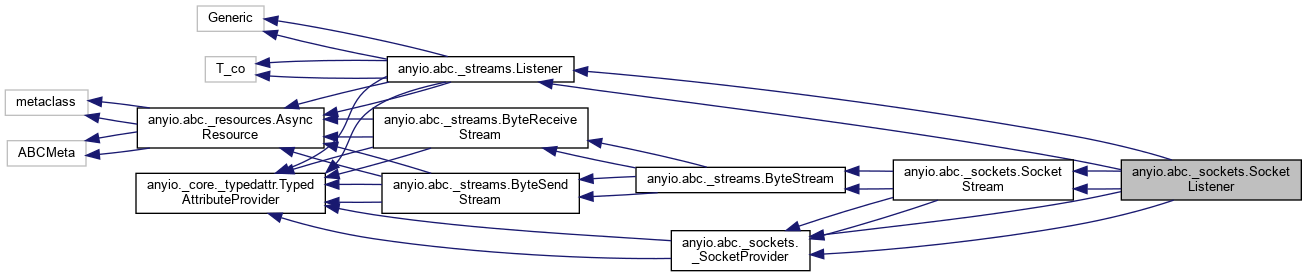 Generic
T_co
anyio.abc._streams.Listener
metaclass
ABCMeta
anyio.abc._resources.Async
Resource
anyio.abc._streams.ByteReceive
Stream
anyio._core._typedattr.Typed
AttributeProvider
anyio.abc._streams.ByteSend
Stream
anyio.abc._streams.ByteStream
anyio.abc._sockets.Socket
Stream
anyio.abc._sockets.Socket
Listener
anyio.abc._sockets.
_SocketProvider